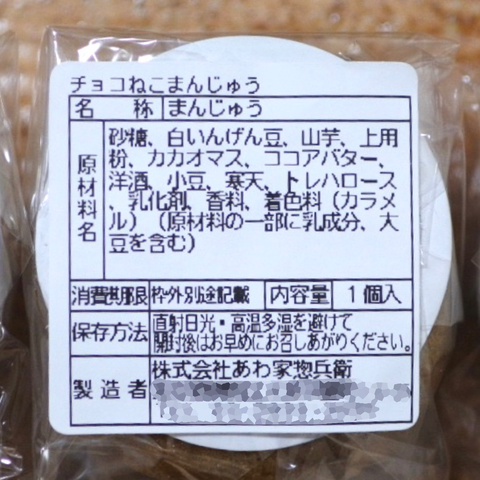 チョコねこまんじゅう
名 称 まんじゅう
原材料名
砂糖、白いんげん豆、山芋、上用
粉、カカオマス、ココアバター、
洋酒、小豆、寒天、トレハロース
、乳化剤、香料、着色料（カラメ
ル）（原材料の一部に乳成分、大
豆を含む）
消費期限 枠外別途記載 内容量 1個入
保存方法 直射日光・高温多湿を避けて
開封後はお早めにお召しあがりください。
製造者 株式会社あわ家惣兵衛